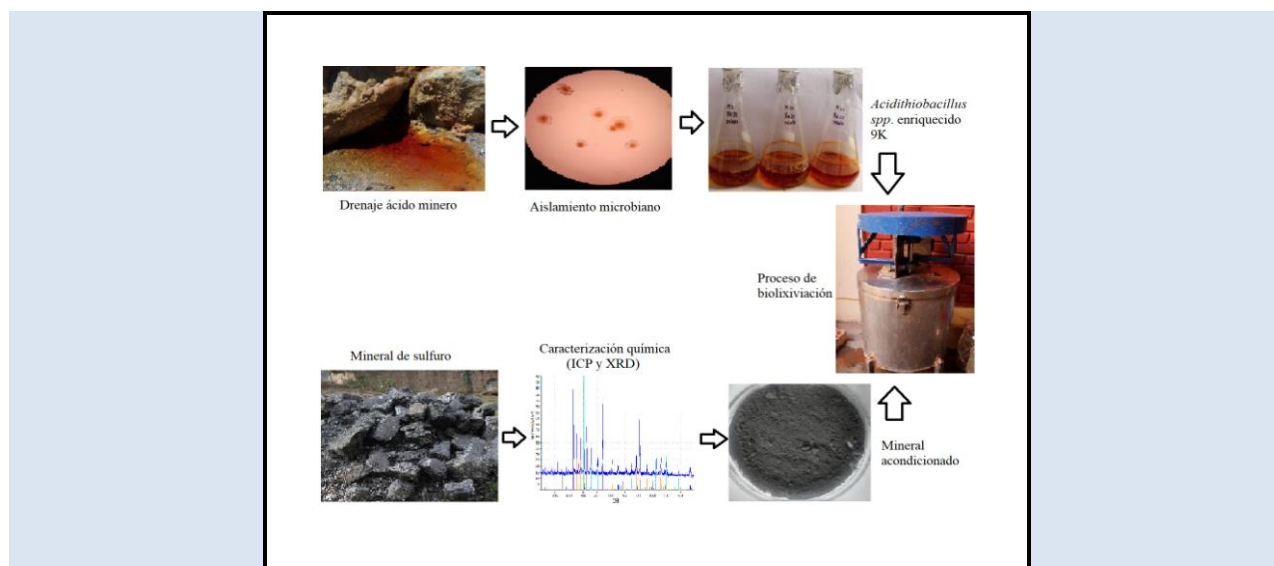 Acidithiobacillus
spp. enriquecido
9K
Drenaje ácido minero
Aislamiento microbiano
Proceso de
biolixiviación
Mineral de sulfuro
Caracterización química
(ICP y XRD)
Mineral
acondicionado